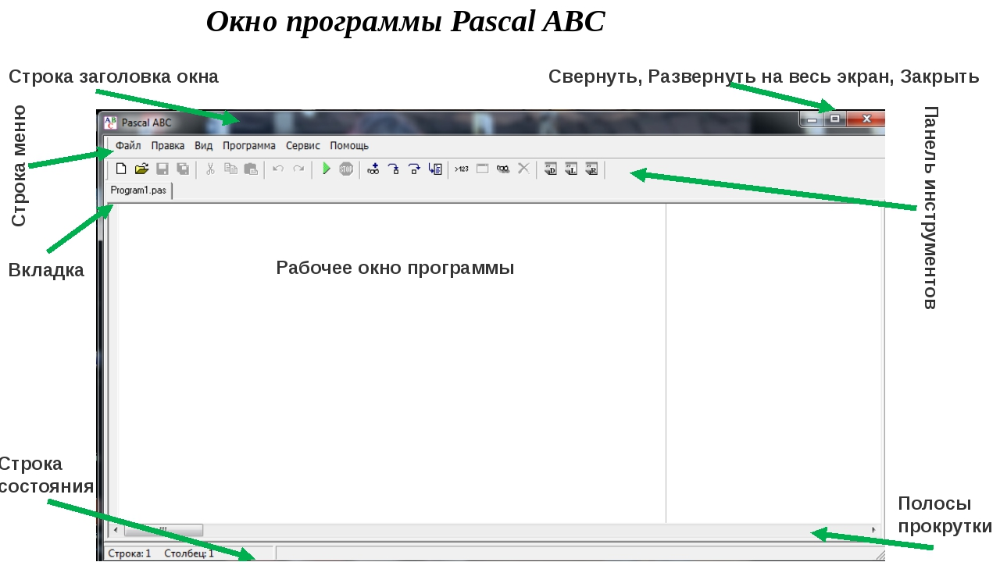 Окно программы Pascal ABC
Строка заголовка окна
Свернуть, Развернуть на весь экран, Закрыть
Строка меню
Панель инструментов
Pascal ABC
Файл Правка Вид Программа Сервис Помощь
STOP >123 D L R
Program1.pas
Вкладка
Рабочее окно программы
Строка
состояния
Полосы
прокрутки
Строка: 1 Столбец: 1